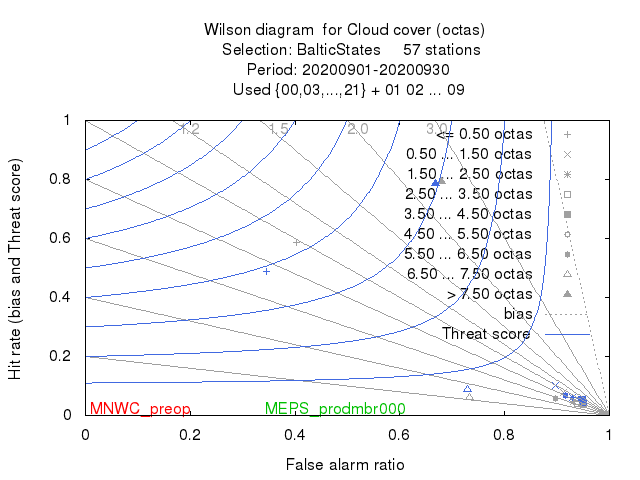 Wilson diagram for Cloud cover (octas)
Selection: BalticStates 57 stations
Period: 20200901-20200930
Used {00,03,...,21} + 01 02 ... 09
1.2 1.5 2.0 3.0
<= 0.50 octas
0.50 ... 1.50 octas
1.50 ... 2.50 octas
2.50 ... 3.50 octas
3.50 ... 4.50 octas
4.50 ... 5.50 octas
5.50 ... 6.50 octas
6.50 ... 7.50 octas
> 7.50 octas
bias
Threat score
1
0.8
0.6
0.4
0.2
0
Hit rate (bias and Threat score)
MNWC_preop MEPS_prodmbr000
0 0.2 0.4 0.6 0.8 1
False alarm ratio